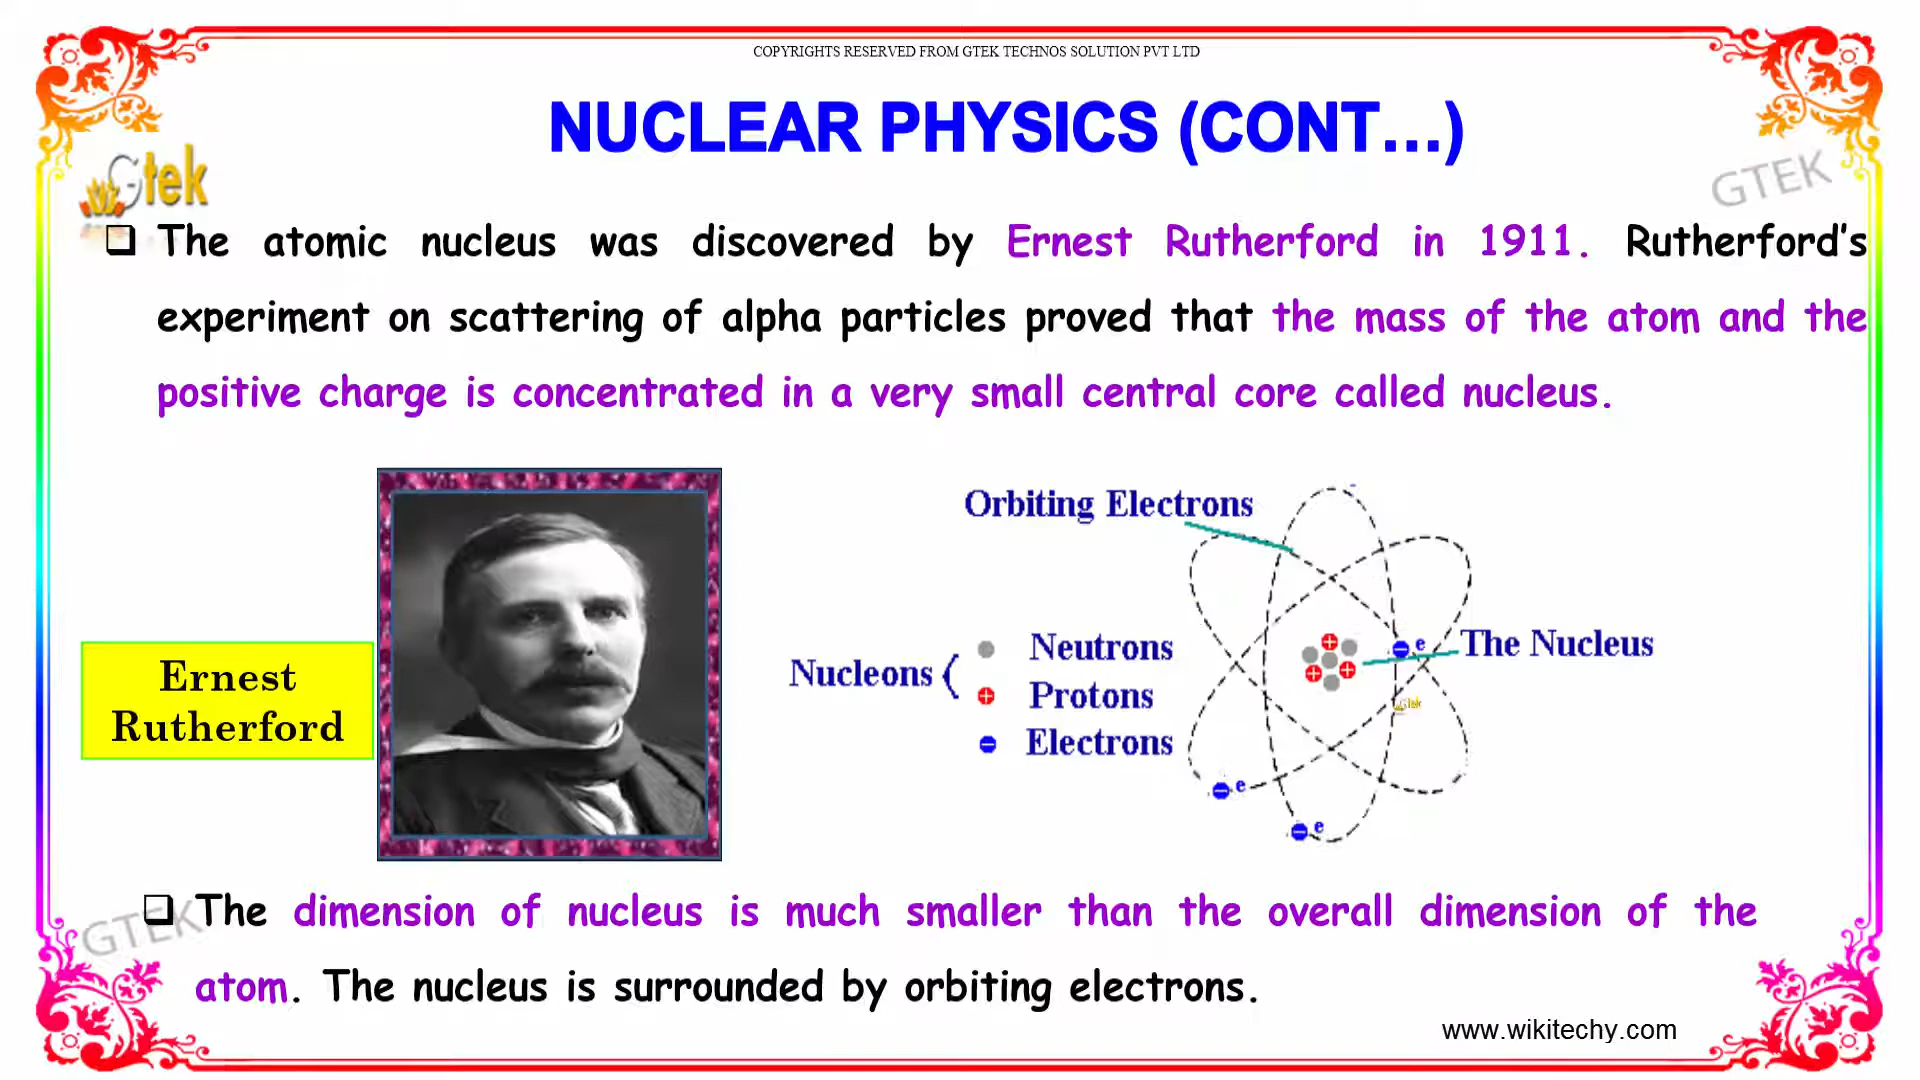 COPYRIGHTS RESERVED FROM GTEK TECHNOS SOLUTION PVT LTD
NUCLEAR PHYSICS (CONT...)
Gtek
GTEK
The atomic nucleus was discovered by Ernest Rutherford in 1911. Rutherford's
experiment on scattering of alpha particles proved that the mass of the atom and the
positive charge is concentrated in a very small central core called nucleus.
Orbiting Electrons
Ernest
Rutherford
Nucleons
Neutrons
Protons
Electrons
e
The Nucleus
Gtek
e
e
The dimension of nucleus is much smaller than the overall dimension of the
atom. The nucleus is surrounded by orbiting electrons.
GTEK
www.wikitechy.com